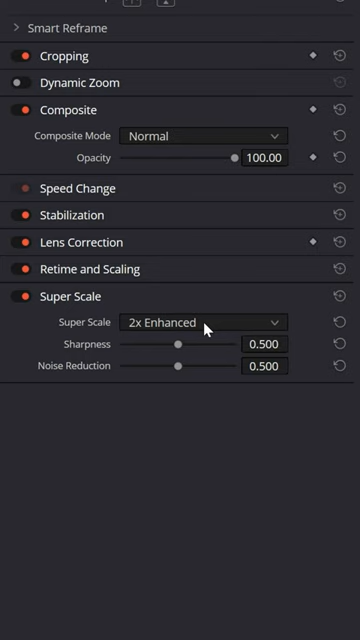 Smart Reframe
Cropping
Dynamic Zoom
Composite
Composite Mode Normal
Opacity 100.00
Speed Change
Stabilization
Lens Correction
Retime and Scaling
Super Scale
Super Scale 2x Enhanced
Sharpness 0.500
Noise Reduction 0.500